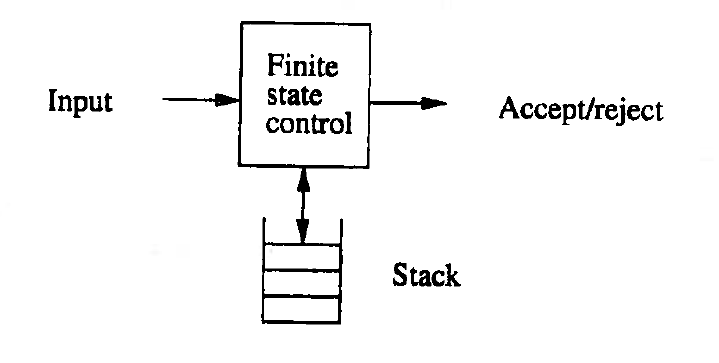 Input
Finite
state
control
Accept/reject
Stack